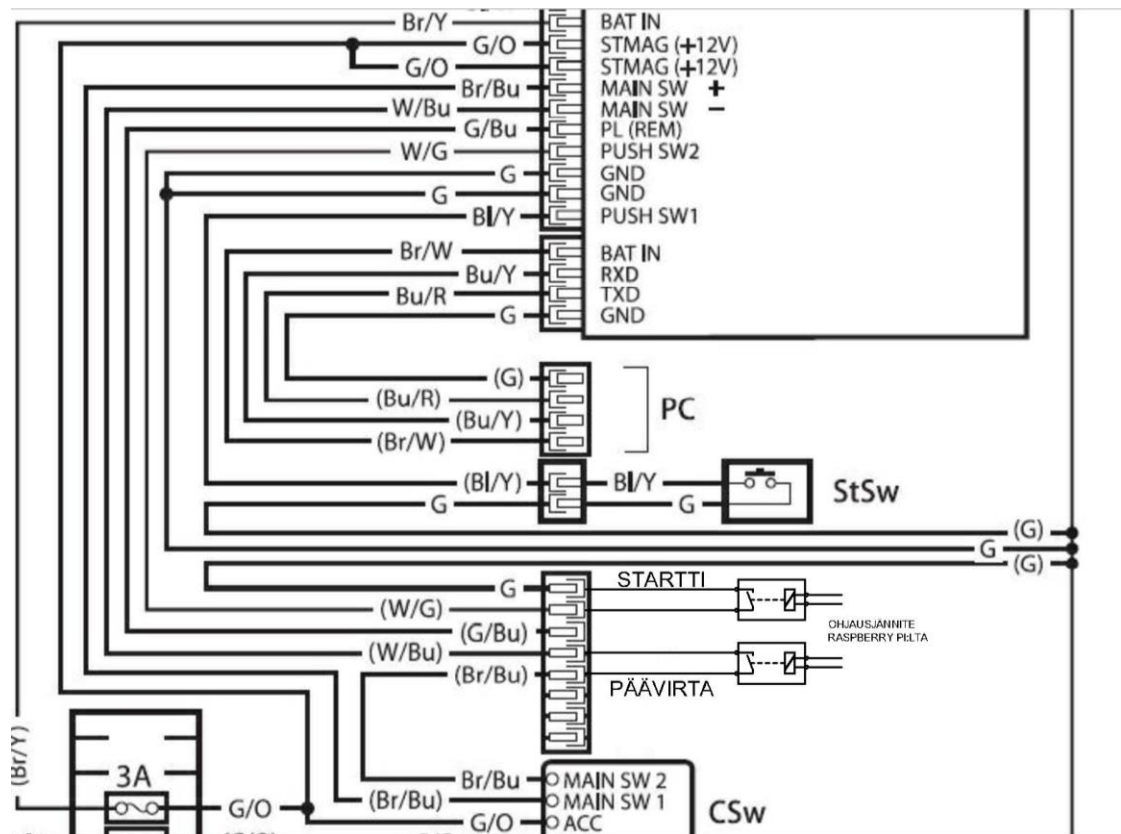 Br/Y BAT IN
G/O STMAG (+12V)
G/O STMAG (+12V)
Br/Bu MAIN SW +
W/Bu MAIN SW −
G/Bu PL (REM)
W/G PUSH SW2
G GND
G GND
Bl/Y PUSH SW1
Br/W BAT IN
Bu/Y RXD
Bu/R TXD
G GND
(G)
(Bu/R) PC
(Bu/Y)
(Br/W)
(Bl/Y) Bl/Y StSw
G G
(G)
G
(G)
G STARTTI
(W/G)
(G/Bu) OHJAUSJÄNNITE
RASPBERRY PI:LTA
(W/Bu)
(Br/Bu) PÄÄVIRTA
(Br/Y)
3A
Br/Bu MAIN SW 2
(Br/Bu) MAIN SW 1 CSw
G/O G/O ACC